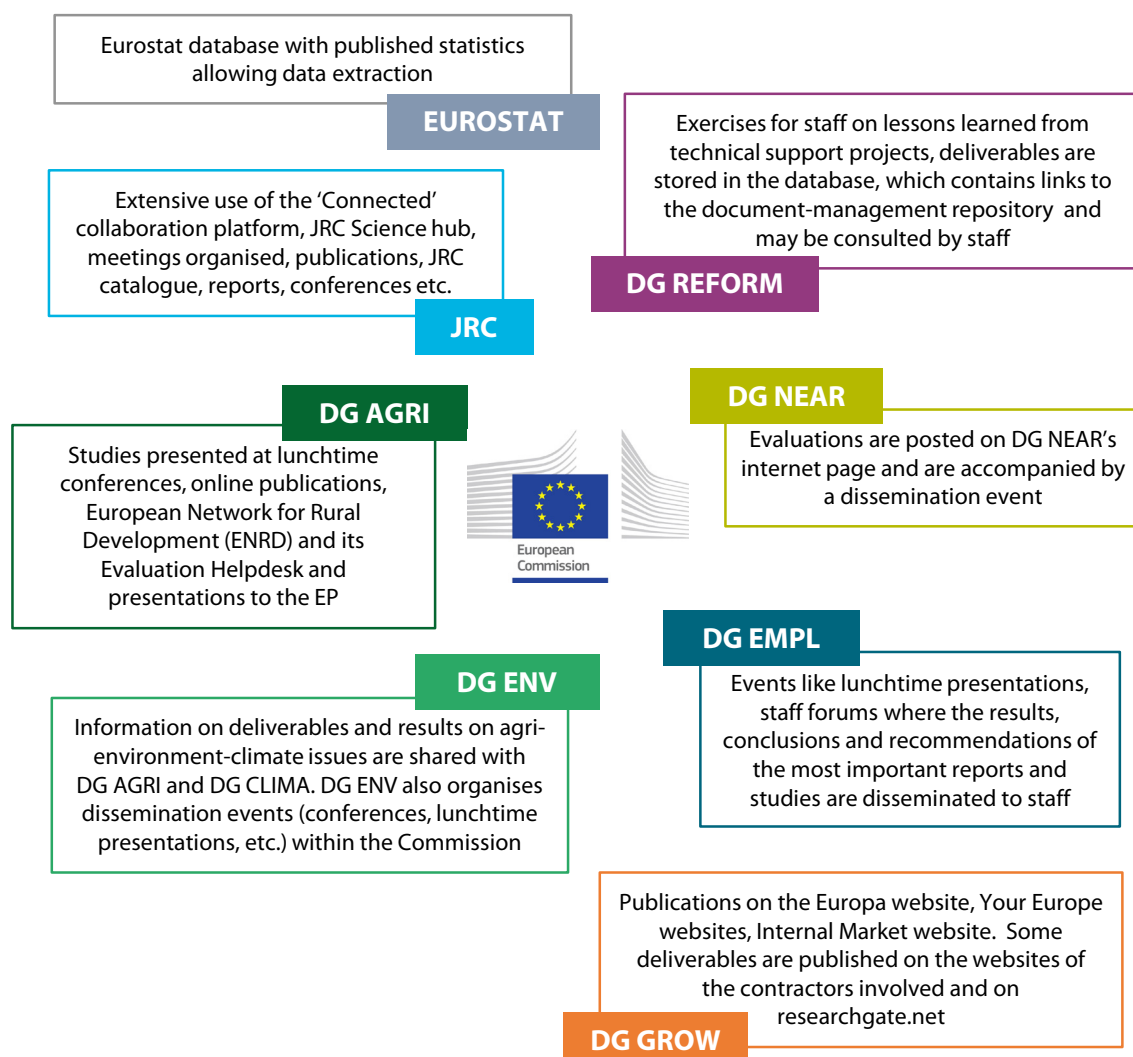 Eurostat database with published statistics
allowing data extraction
EUROSTAT
Exercises for staff on lessons learned from
technical support projects, deliverables are
stored in the database, which contains links to
the document-management repository and
may be consulted by staff
DG REFORM
Extensive use of the ‘Connected’
collaboration platform, JRC Science hub,
meetings organised, publications, JRC
catalogue, reports, conferences etc.
JRC
DG AGRI
Studies presented at lunchtime
conferences, online publications,
European Network for Rural
Development (ENRD) and its
Evaluation Helpdesk and
presentations to the EP
DG NEAR
Evaluations are posted on DG NEAR’s
internet page and are accompanied by
a dissemination event
European
Commission
DG EMPL
Events like lunchtime presentations,
staff forums where the results,
conclusions and recommendations of
the most important reports and
studies are disseminated to staff
DG ENV
Information on deliverables and results on agri-
environment-climate issues are shared with
DG AGRI and DG CLIMA. DG ENV also organises
dissemination events (conferences, lunchtime
presentations, etc.) within the Commission
Publications on the Europa website, Your Europe
websites, Internal Market website. Some
deliverables are published on the websites of
the contractors involved and on
researchgate.net
DG GROW